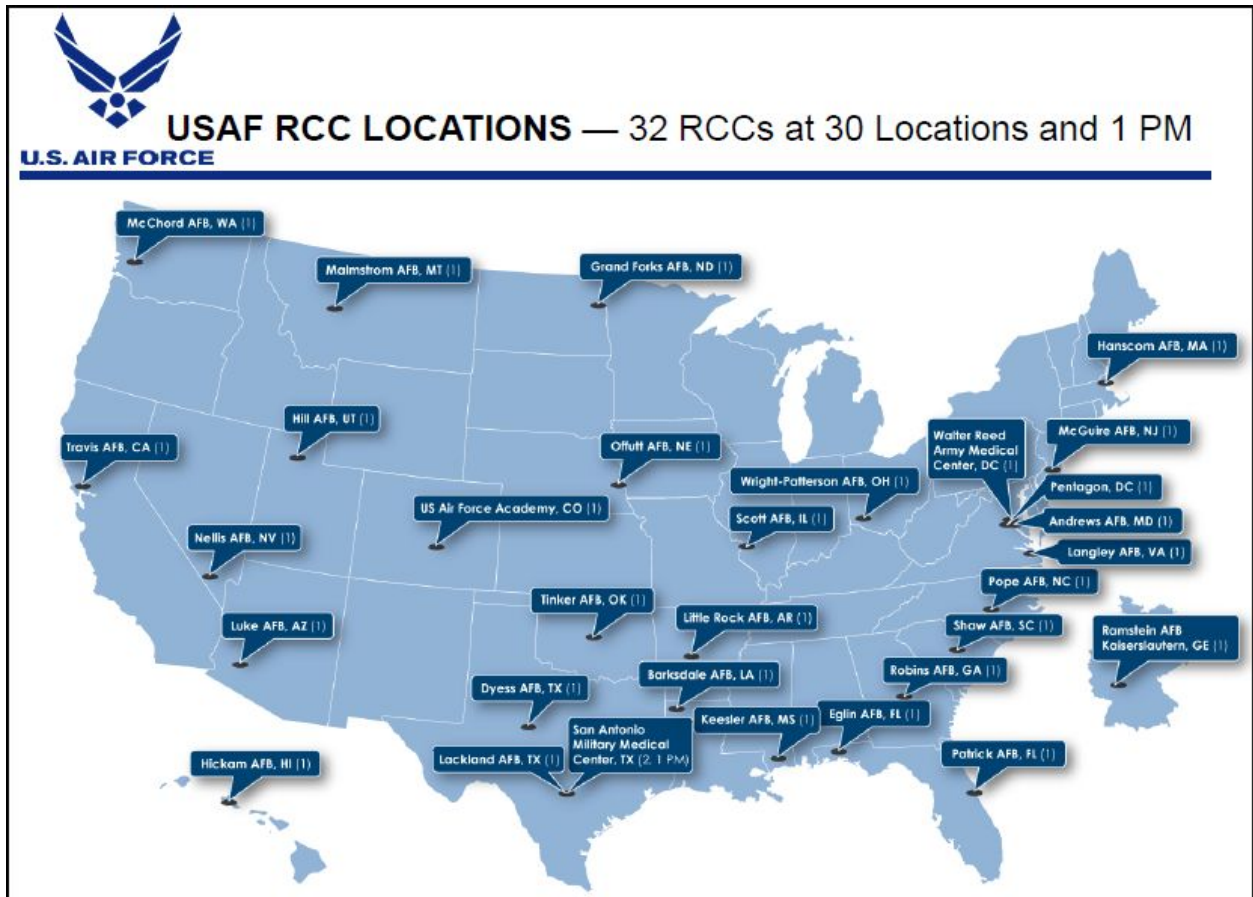 USAF RCC LOCATIONS — 32 RCCs at 30 Locations and 1 PM
U.S. AIR FORCE
McChord AFB, WA (1)
Malmstrom AFB, MT (1)
Grand Forks AFB, ND (1)
Hanscom AFB, MA (1)
Hill AFB, UT (1)
Travis AFB, CA (1)
Offutt AFB, NE (1)
Walter Reed
Army Medical
Center, DC (1)
McGuire AFB, NJ (1)
Wright-Patterson AFB, OH (1)
Pentagon, DC (1)
US Air Force Academy, CO (1)
Scott AFB, IL (1)
Andrews AFB, MD (1)
Nellis AFB, NV (1)
Langley AFB, VA (1)
Pope AFB, NC (1)
Tinker AFB, OK (1)
Little Rock AFB, AR (1)
Luke AFB, AZ (1)
Shaw AFB, SC (1)
Ramstein AFB
Kaiserslautern, GE (1)
Barksdale AFB, LA (1)
Robins AFB, GA (1)
Dyess AFB, TX (1)
Keesler AFB, MS (1)
Eglin AFB, FL (1)
San Antonio
Military Medical
Center, TX (2, 1 PM)
Lackland AFB, TX (1)
Patrick AFB, FL (1)
Hickam AFB, HI (1)